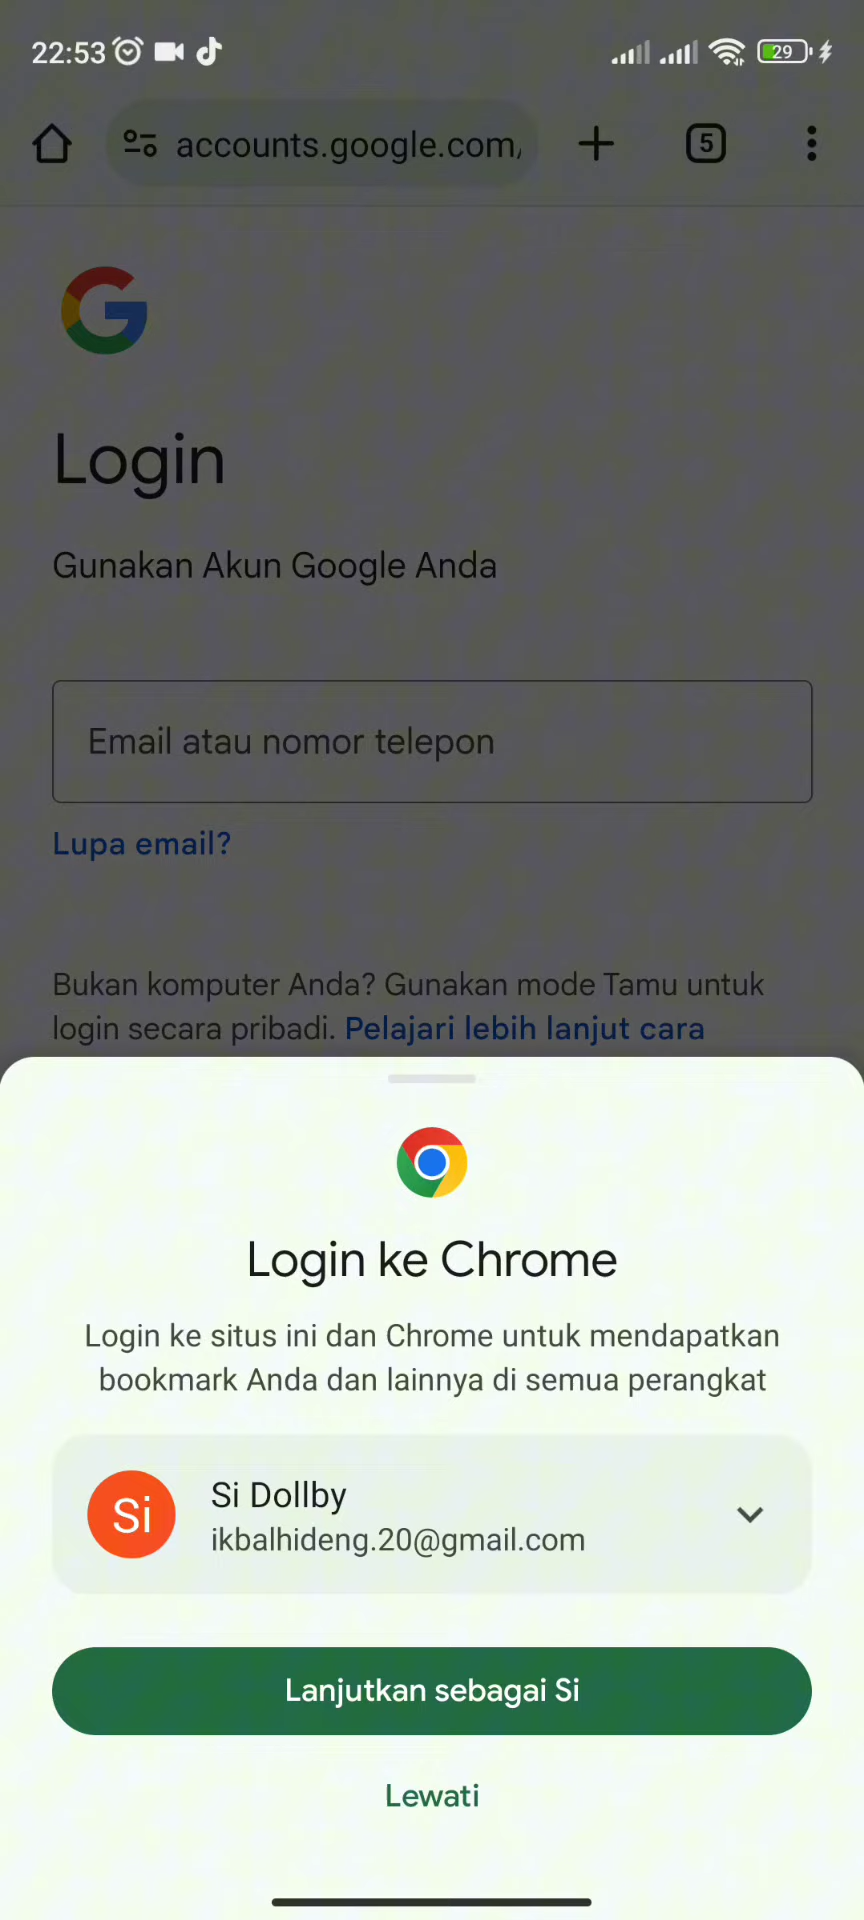 22:53
29
accounts.google.com/
5
Login
Gunakan Akun Google Anda
Email atau nomor telepon
Lupa email?
Bukan komputer Anda? Gunakan mode Tamu untuk
login secara pribadi. Pelajari lebih lanjut cara
Login ke Chrome
Login ke situs ini dan Chrome untuk mendapatkan
bookmark Anda dan lainnya di semua perangkat
Si
Si Dollby
ikbalhideng.20@gmail.com
Lanjutkan sebagai Si
Lewati